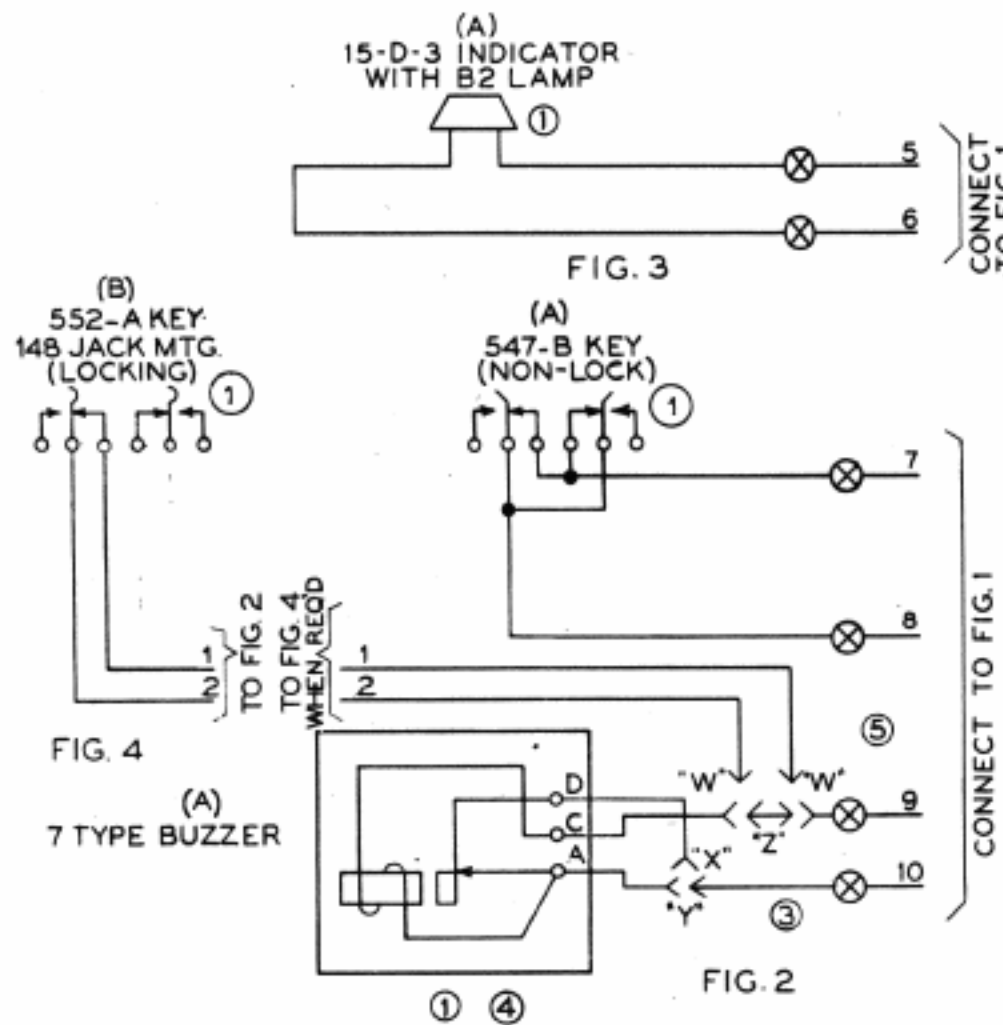 (A)
15-D-3 INDICATOR
WITH B2 LAMP
①
5
6
CONNECT
TO FIG. 1
FIG. 3
(B)
552-A KEY
148 JACK MTG.
(LOCKING)
①
(A)
547-B KEY
(NON-LOCK)
①
7
8
1
2
TO FIG. 2
TO FIG. 4
WHEN REQ'D
1
2
FIG. 4
⑤
CONNECT TO FIG. 1
(A)
7 TYPE BUZZER
D
C
A
"W"
"W"
"Z"
9
"X"
"Y"
10
③
FIG. 2
① ④